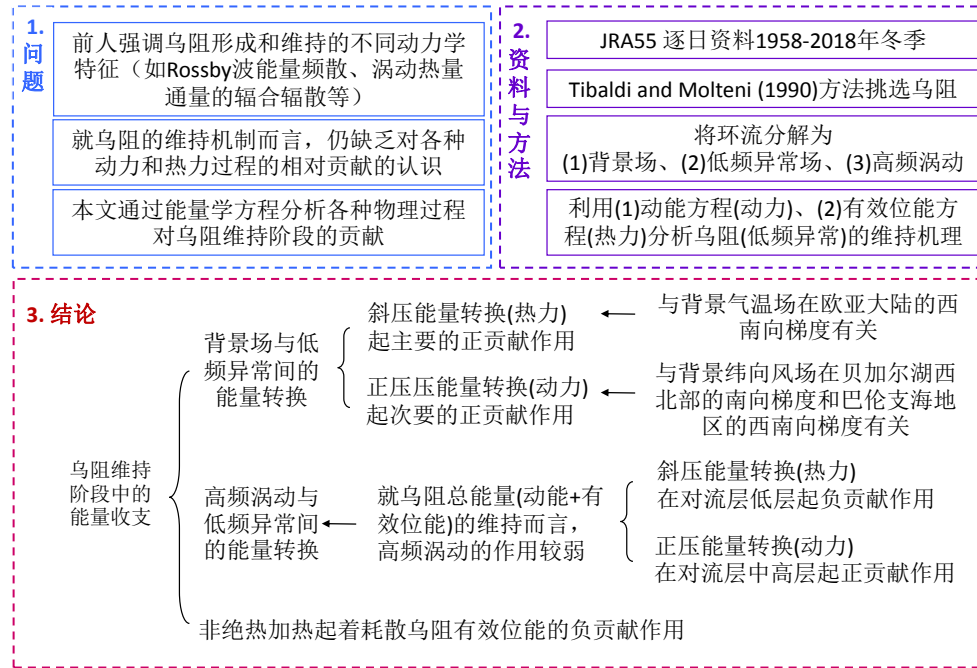 1.
问
题
前人强调乌阻形成和维持的不同动力学
特征（如Rossby波能量频散、涡动热量
通量的辐合辐散等）
就乌阻的维持机制而言，仍缺乏对各种
动力和热力过程的相对贡献的认识
本文通过能量学方程分析各种物理过程
对乌阻维持阶段的贡献
2.
资
料
与
方
法
JRA55 逐日资料1958-2018年冬季
Tibaldi and Molteni (1990)方法挑选乌阻
将环流分解为
(1)背景场、(2)低频异常场、(3)高频涡动
利用(1)动能方程(动力)、(2)有效位能方
程(热力)分析乌阻(低频异常)的维持机理
3. 结论
乌阻维持
阶段中的
能量收支
背景场与低
频异常间的
能量转换
斜压能量转换(热力)
起主要的正贡献作用
与背景气温场在欧亚大陆的西
南向梯度有关
正压压能量转换(动力)
起次要的正贡献作用
与背景纬向风场在贝加尔湖西
北部的南向梯度和巴伦支海地
区的西南向梯度有关
高频涡动与
低频异常间
的能量转换
就乌阻总能量(动能+有
效位能)的维持而言，
高频涡动的作用较弱
斜压能量转换(热力)
在对流层低层起负贡献作用
正压能量转换(动力)
在对流层中高层起正贡献作用
非绝热加热起着耗散乌阻有效位能的负贡献作用